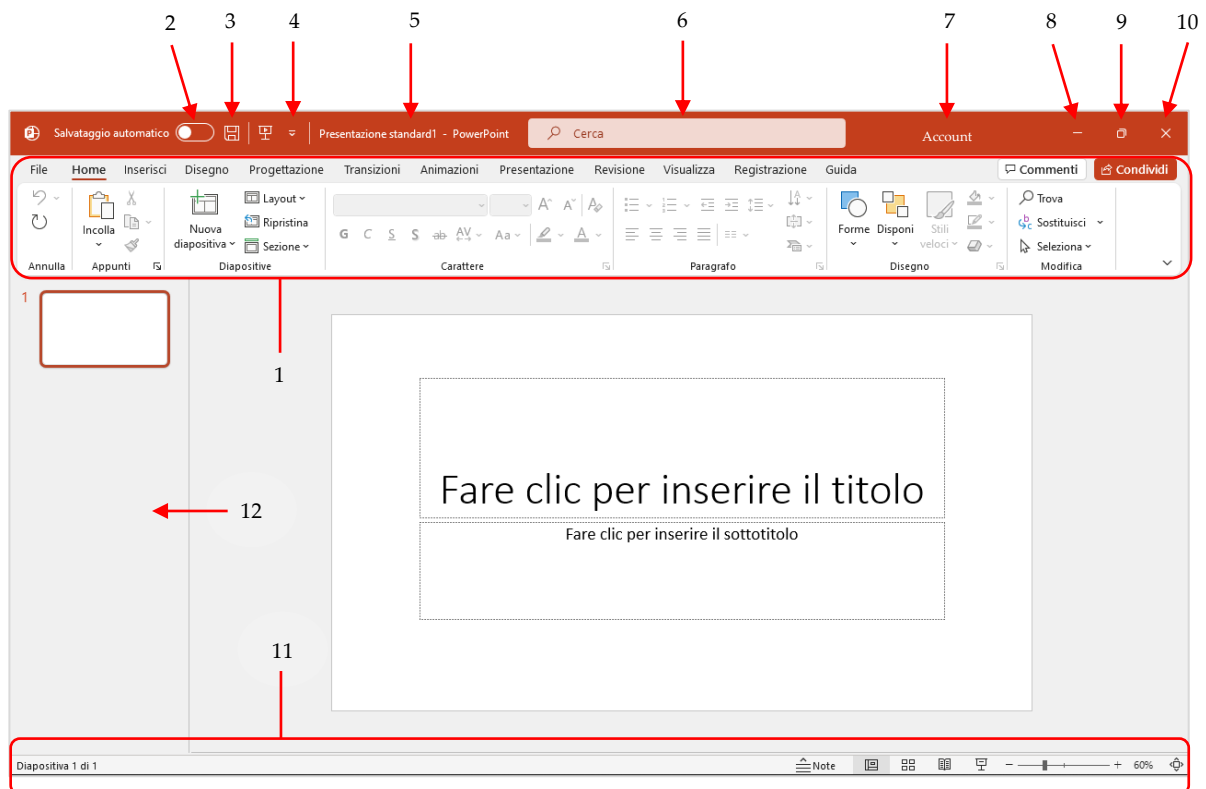 2 3 4 5 6 7 8 9 10
Salvataggio automatico Presentazione standard1 - PowerPoint Cerca Account
File Home Inserisci Disegno Progettazione Transizioni Animazioni Presentazione Revisione Visualizza Registrazione Guida Commenti Condividi
Incolla
Nuova
diapositiva
Layout
Ripristina
Sezione
G C S S ab AV Aa A
Forme Disponi Stili
veloci
Trova
Sostituisci
Seleziona
Annulla Appunti Diapositive Carattere Paragrafo Disegno Modifica
1
1
Fare clic per inserire il titolo
12
Fare clic per inserire il sottotitolo
11
Diapositiva 1 di 1 Note 60%